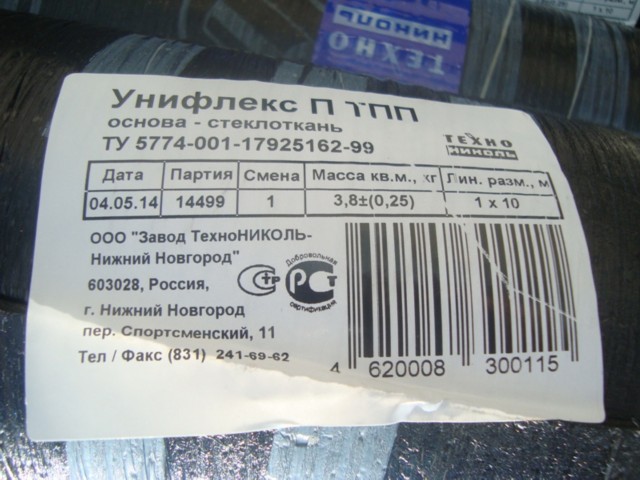 ТЕХНО
НИКОЛЬ
Унифлекс П ТПП
основа - стеклоткань
ТУ 5774-001-17925162-99
ТЕХНО
НИКОЛЬ
Дата Партия Смена Масса кв.м., кг Лин. разм., м
04.05.14 14499 1 3,8±(0,25) 1 x 10
ООО "Завод ТехноНИКОЛЬ-
Нижний Новгород"
603028, Россия,
г. Нижний Новгород
пер. Спортсменский, 11
Тел / Факс (831) 241-69-62
Добровольная
сертификация
4 620008 300115